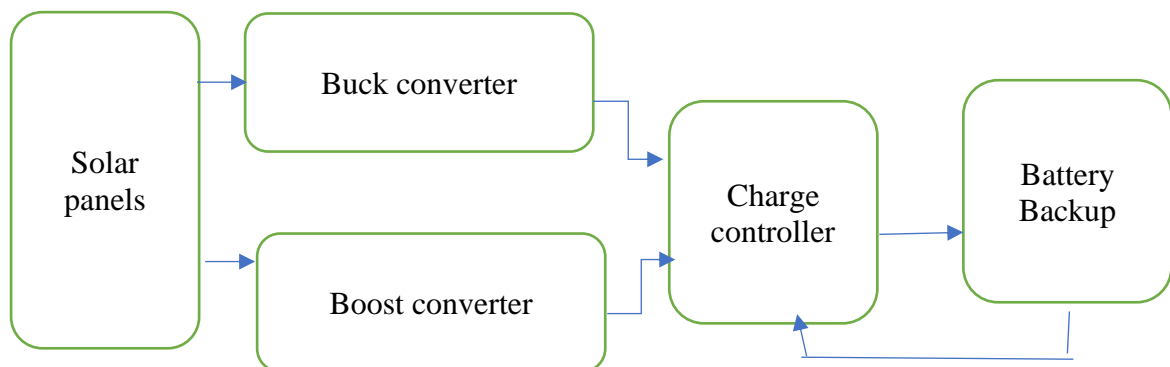 Solar
panels
Buck converter
Boost converter
Charge
controller
Battery
Backup